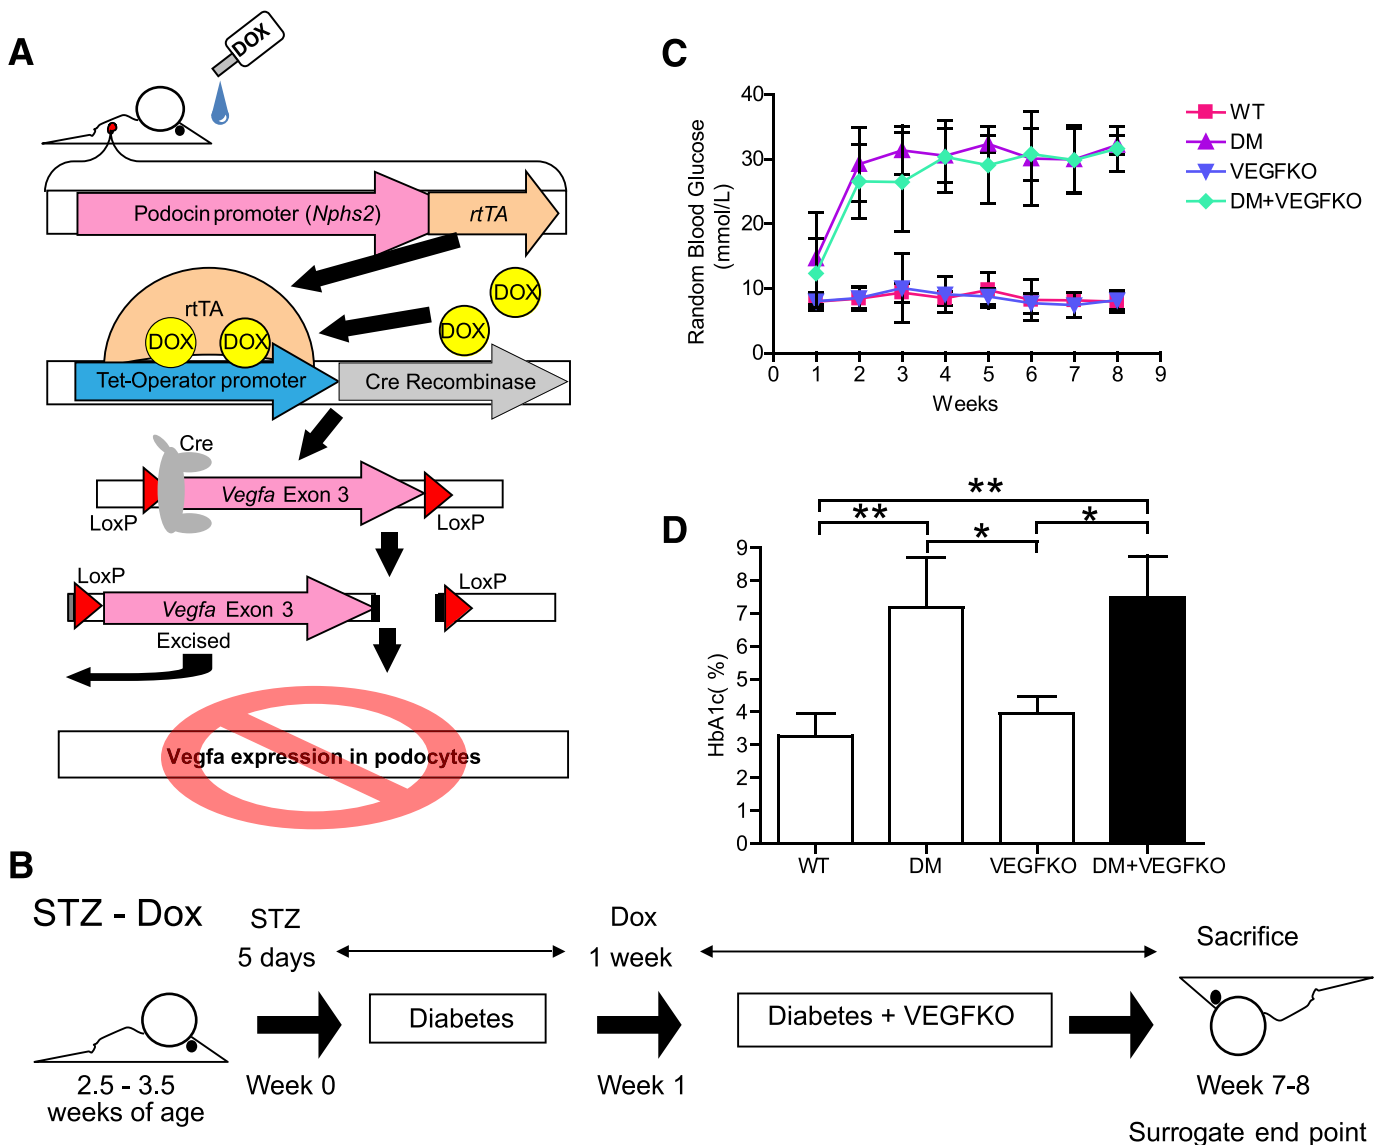 A
DOX
Podocin promoter (Nphs2)
rtTA
rtTA
DOX
DOX
DOX
DOX
Tet-Operator promoter
Cre Recombinase
Cre
Vegfa Exon 3
LoxP
LoxP
LoxP
LoxP
Vegfa Exon 3
Excised
Vegfa expression in podocytes
C
Random Blood Glucose
(mmol/L)
40
30
20
10
0
0 1 2 3 4 5 6 7 8 9
Weeks
WT
DM
VEGFKO
DM+VEGFKO
D
HbA1c( %)
9
8
7
6
5
4
3
2
1
0
**
**
*
*
WT DM VEGFKO DM+VEGFKO
B
STZ - Dox
STZ
5 days
Dox
1 week
Sacrifice
Diabetes
Diabetes + VEGFKO
2.5 - 3.5
weeks of age
Week 0
Week 1
Week 7-8
Surrogate end point